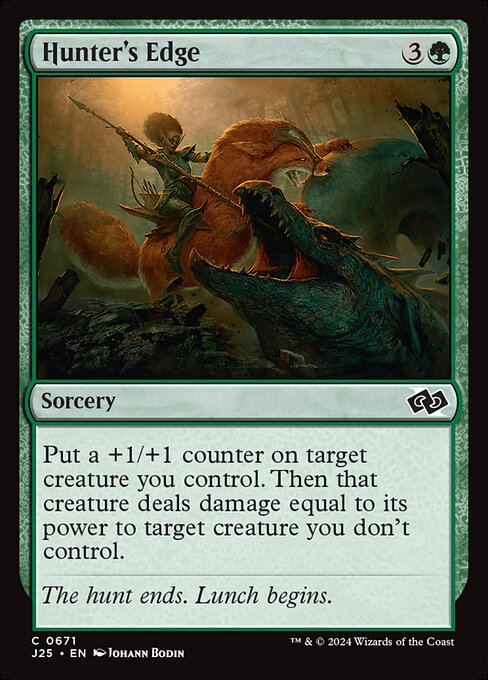 Hunter's Edge 3
Sorcery
Put a +1/+1 counter on target
creature you control. Then that
creature deals damage equal to its
power to target creature you don't
control.
The hunt ends. Lunch begins.
C 0671
J25 • EN Johann Bodin
™ & © 2024 Wizards of the Coast